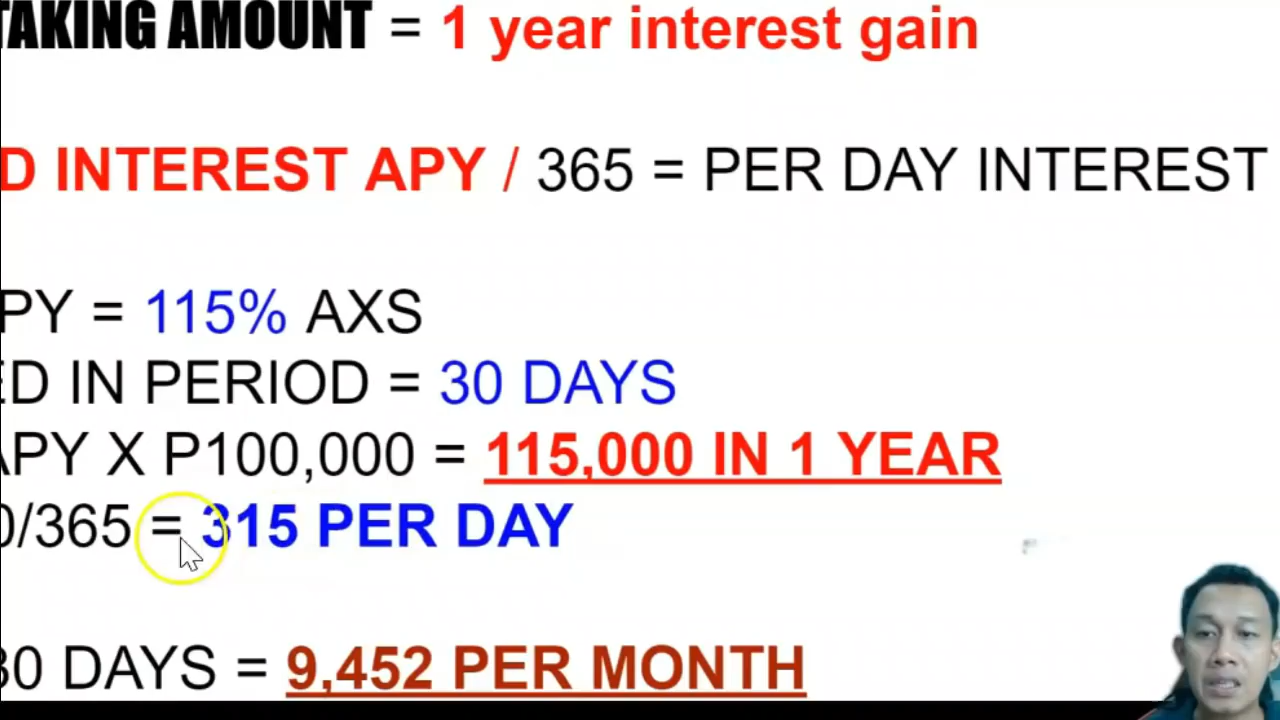 TAKING AMOUNT = 1 year interest gain
D INTEREST APY / 365 = PER DAY INTEREST
PY = 115% AXS
ED IN PERIOD = 30 DAYS
APY X P100,000 = 115,000 IN 1 YEAR
0/365 = 315 PER DAY
30 DAYS = 9,452 PER MONTH